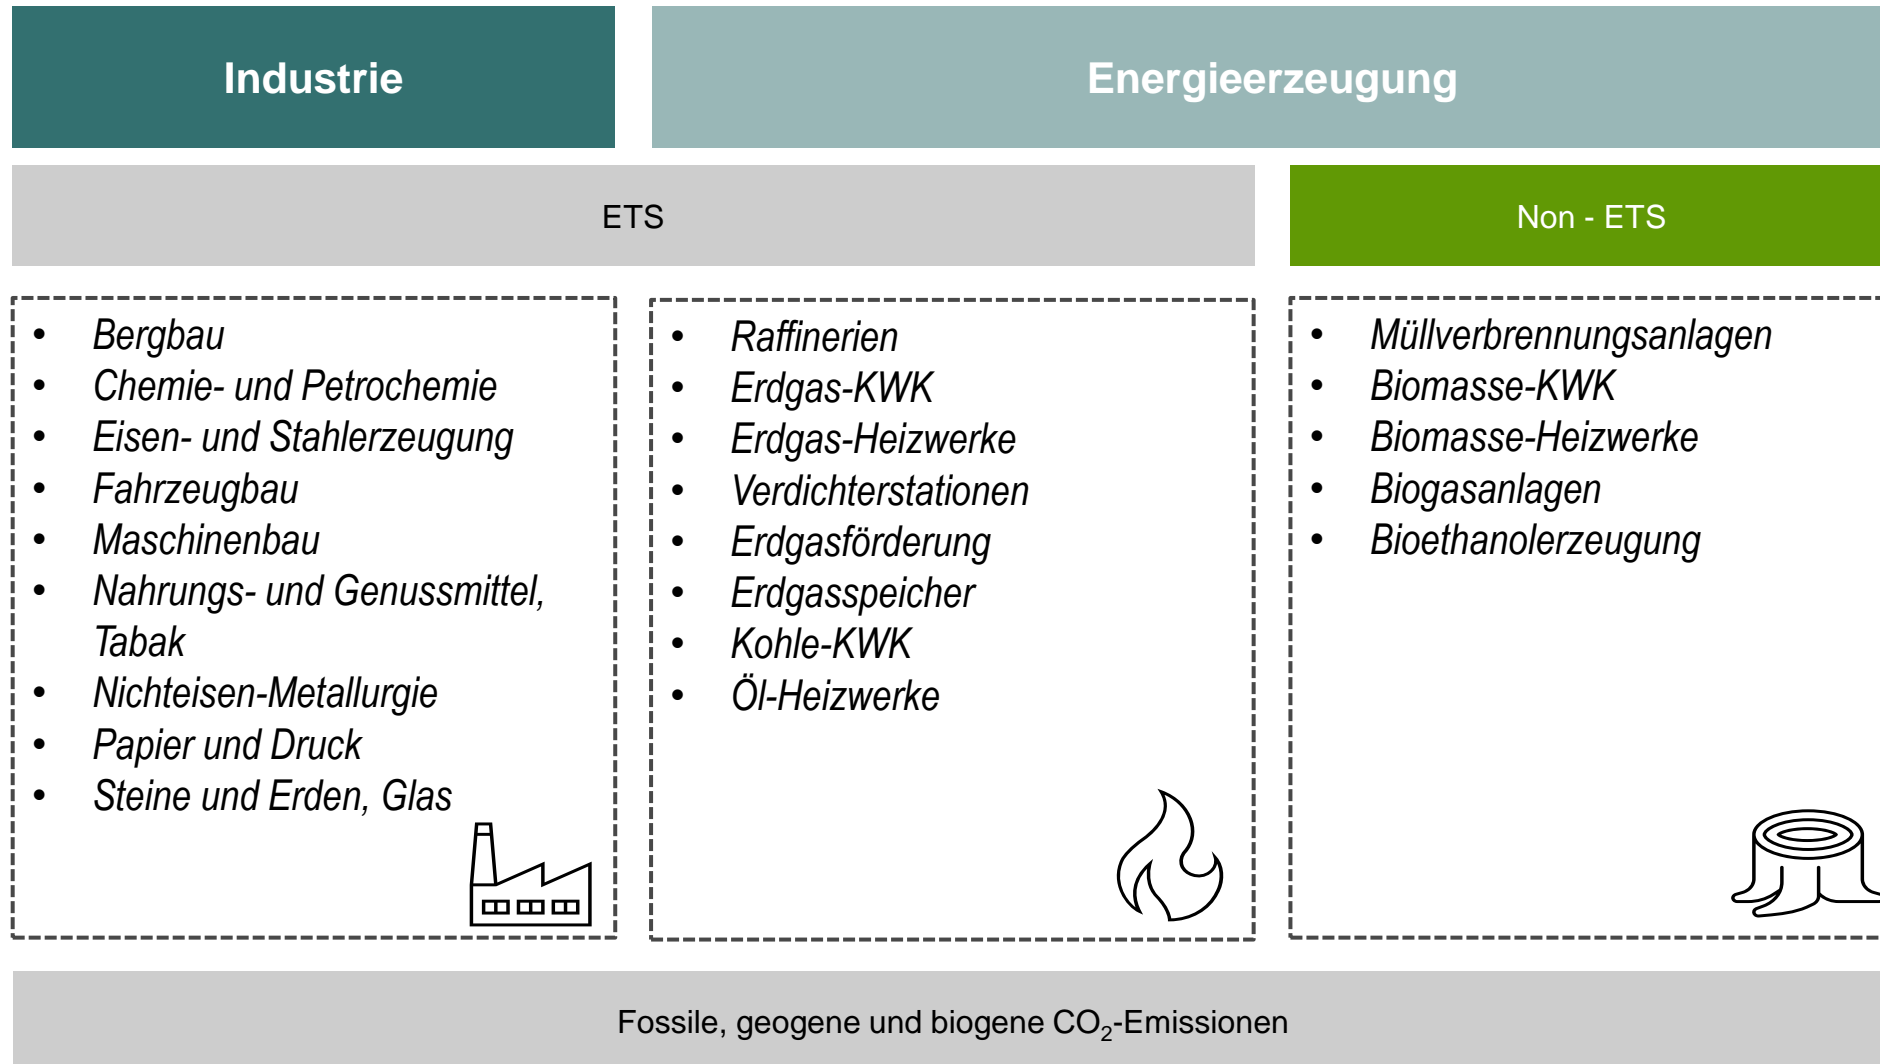 Industrie
Energieerzeugung
ETS
Non - ETS
• Bergbau
• Chemie- und Petrochemie
• Eisen- und Stahlerzeugung
• Fahrzeugbau
• Maschinenbau
• Nahrungs- und Genussmittel,
Tabak
• Nichteisen-Metallurgie
• Papier und Druck
• Steine und Erden, Glas
• Raffinerien
• Erdgas-KWK
• Erdgas-Heizwerke
• Verdichterstationen
• Erdgasförderung
• Erdgasspeicher
• Kohle-KWK
• Öl-Heizwerke
• Müllverbrennungsanlagen
• Biomasse-KWK
• Biomasse-Heizwerke
• Biogasanlagen
• Bioethanolerzeugung
Fossile, geogene und biogene CO₂-Emissionen